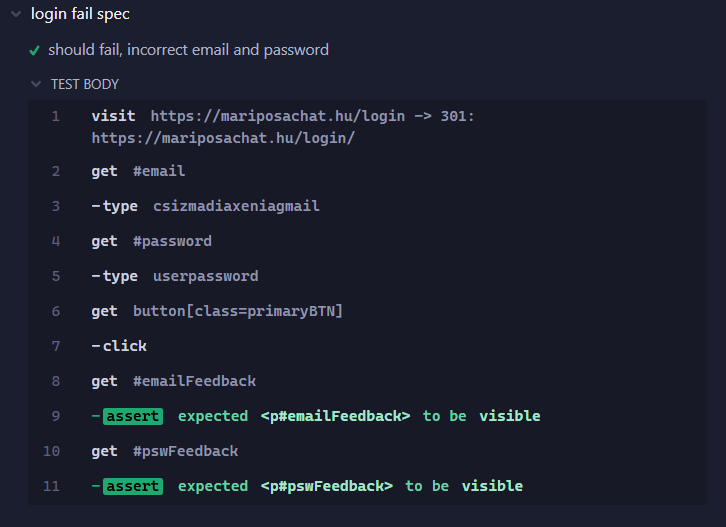 login fail spec
should fail, incorrect email and password
TEST BODY
1 visit https://mariposachat.hu/login -> 301:
https://mariposachat.hu/login/
2 get #email
3 -type csizmadiaxeniagmail
4 get #password
5 -type userpassword
6 get button[class=primaryBTN]
7 -click
8 get #emailFeedback
9 -assert expected <p#emailFeedback> to be visible
10 get #pswFeedback
11 -assert expected <p#pswFeedback> to be visible